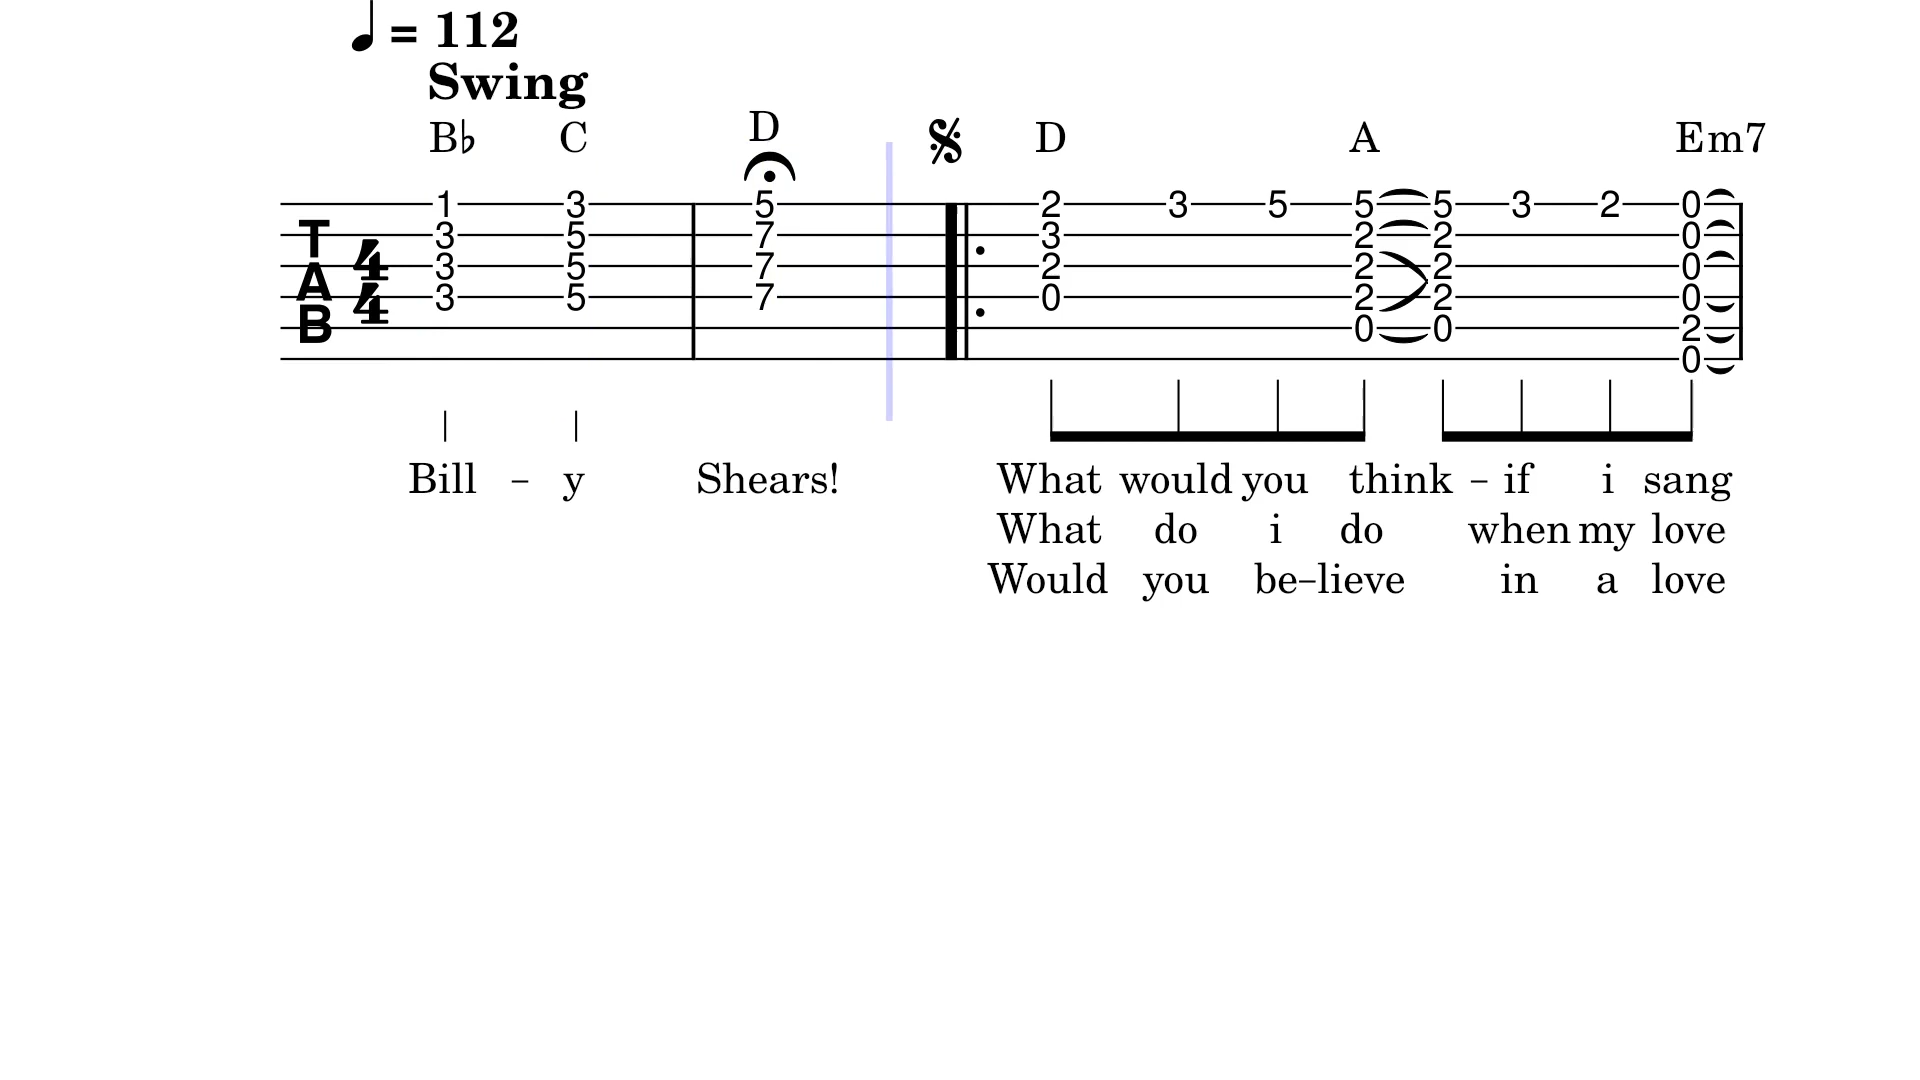 = 112
Swing
B♭ C D D A Em7
1 3 5 2 3 5 5 5 3 2 0
3 5 7 3 2 2 0
3 5 7 2 2 2 0
3 5 7 0 2 2 0
0 0 2
0
TAB
4
4
Bill - y Shears! What would you think - if i sang
What do i do when my love
Would you be-lieve in a love